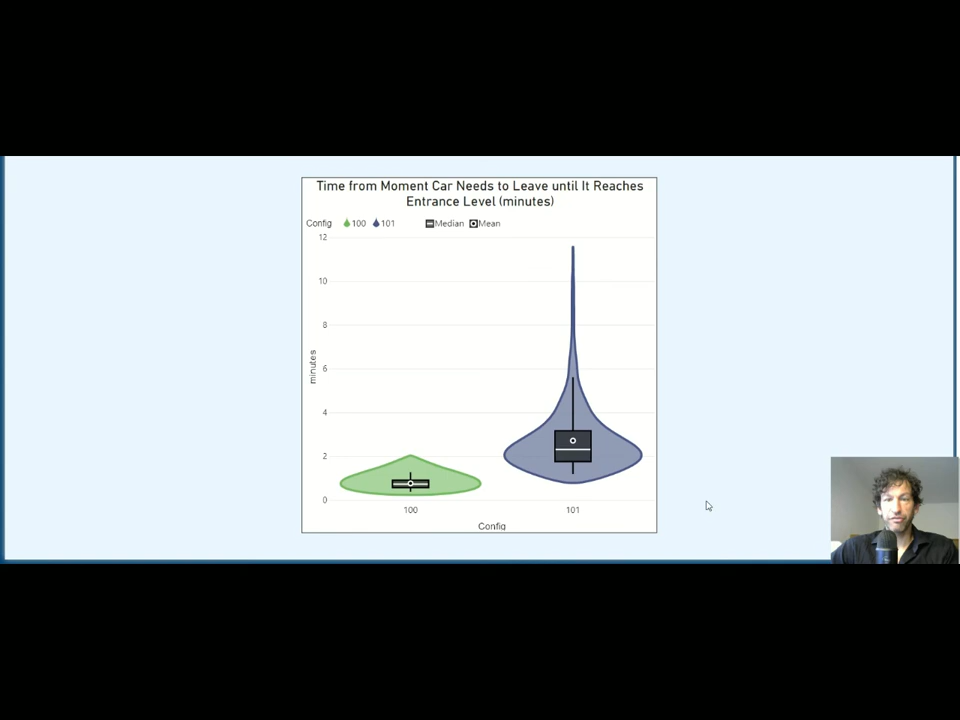 Time from Moment Car Needs to Leave until It Reaches
Entrance Level (minutes)
Config 100 101 Median Mean
12
10
8
6
4
2
0
minutes
100 101
Config